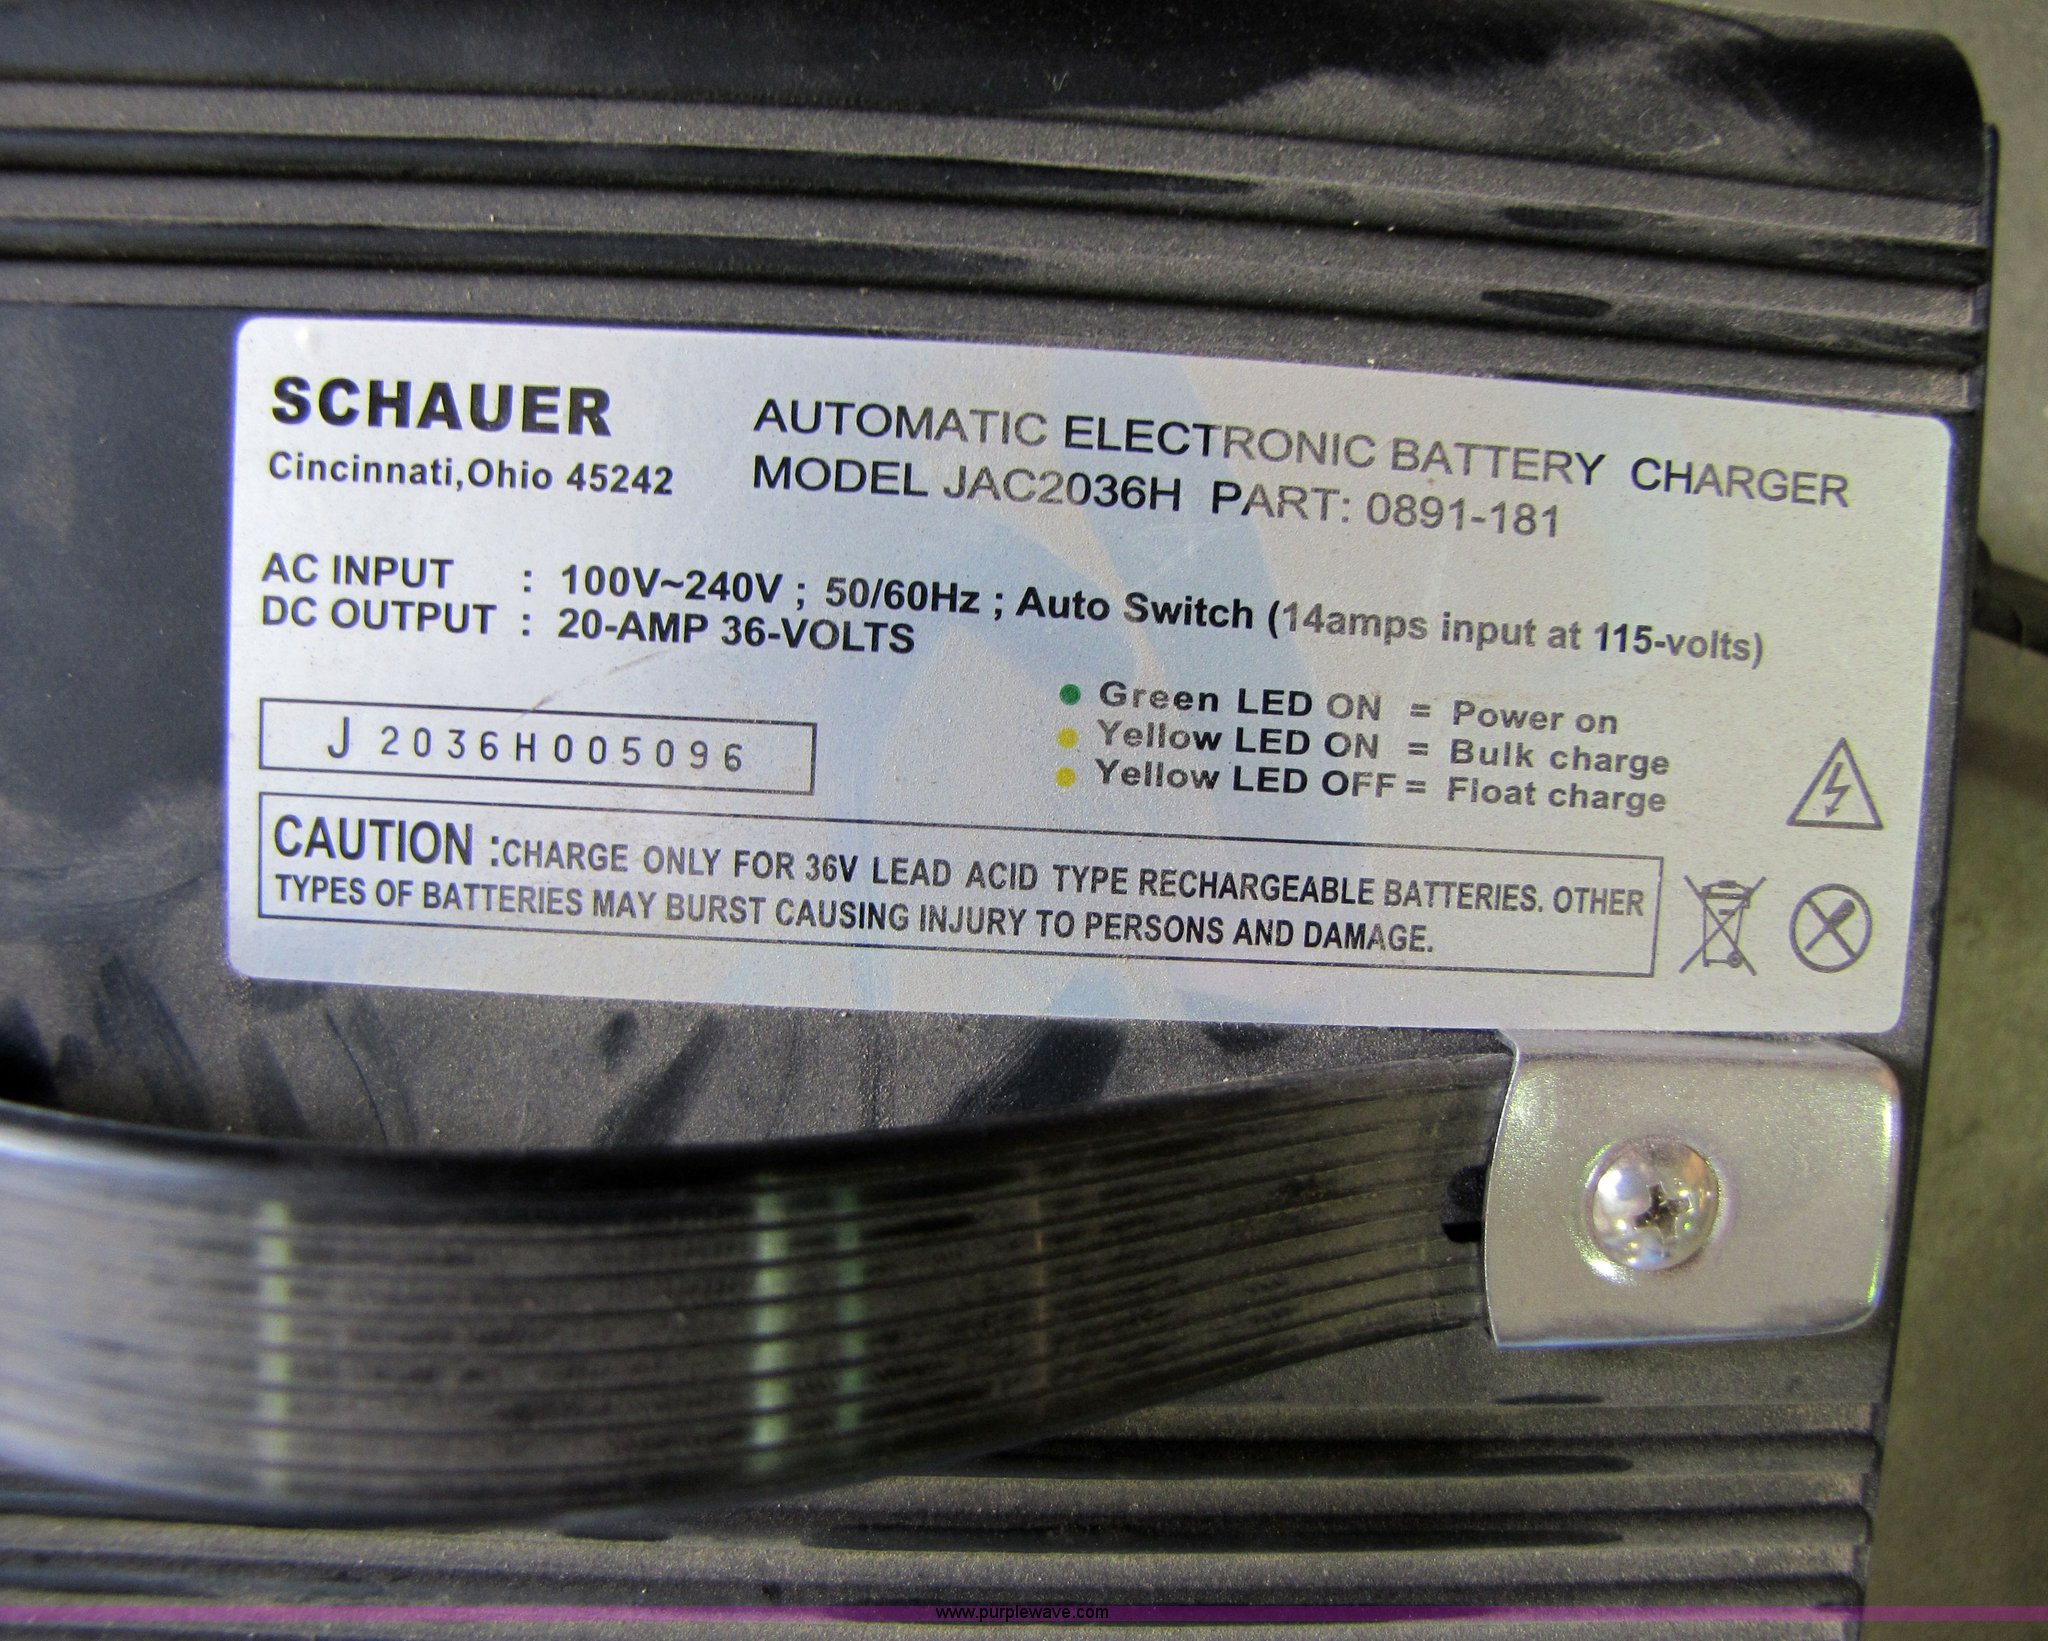 SCHAUER
Cincinnati,Ohio 45242
AUTOMATIC ELECTRONIC BATTERY CHARGER
MODEL JAC2036H PART: 0891-181
AC INPUT : 100V~240V ; 50/60Hz ; Auto Switch (14amps input at 115-volts)
DC OUTPUT : 20-AMP 36-VOLTS
J 2036H005096
Green LED ON = Power on
Yellow LED ON = Bulk charge
Yellow LED OFF = Float charge
CAUTION :CHARGE ONLY FOR 36V LEAD ACID TYPE RECHARGEABLE BATTERIES. OTHER
TYPES OF BATTERIES MAY BURST CAUSING INJURY TO PERSONS AND DAMAGE.
www.purplewave.com